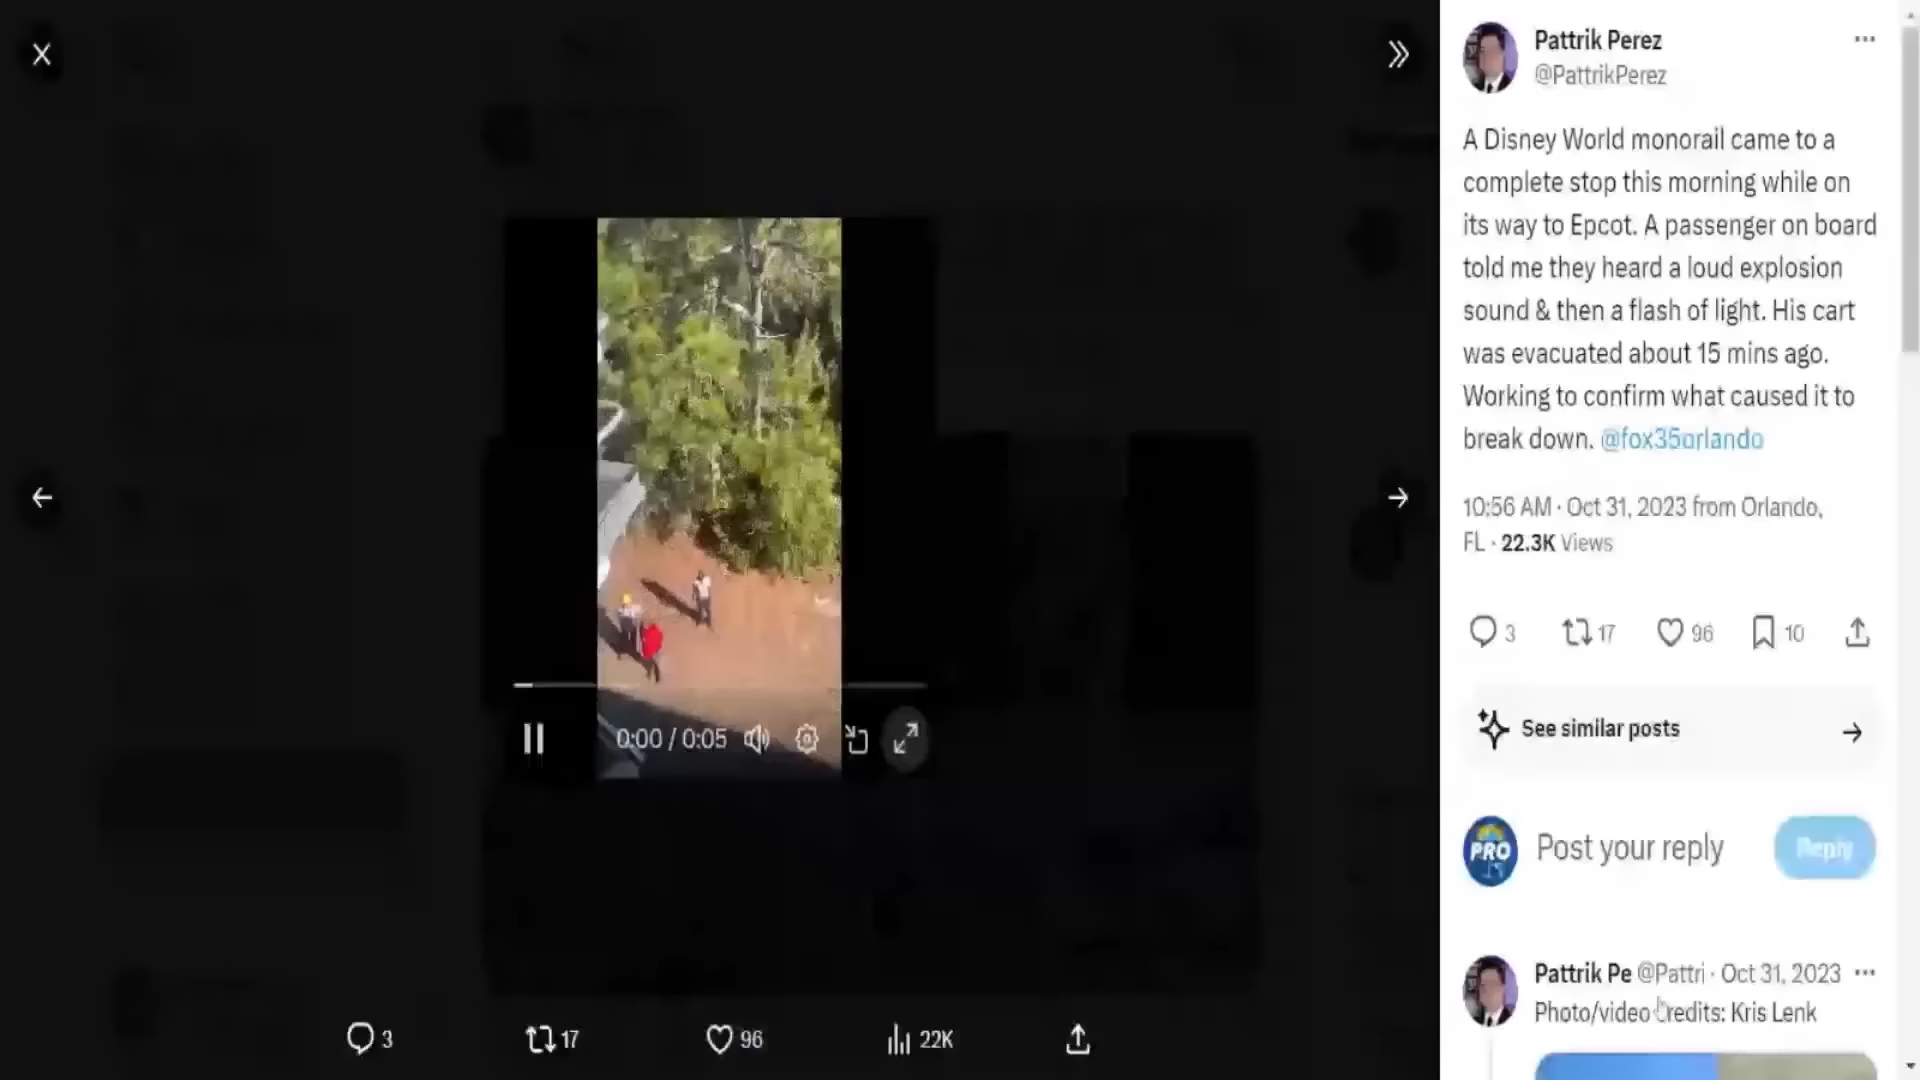 Pattrik Perez
@PattrikPerez
A Disney World monorail came to a
complete stop this morning while on
its way to Epcot. A passenger on board
told me they heard a loud explosion
sound & then a flash of light. His cart
was evacuated about 15 mins ago.
Working to confirm what caused it to
break down. @fox35orlando
10:56 AM · Oct 31, 2023 from Orlando,
FL · 22.3K Views
3 17 96 10
See similar posts
0:00 / 0:05
PRO
Post your reply
Reply
Pattrik Pe @Pattri · Oct 31, 2023
Photo/video Credits: Kris Lenk
3 17 96 22K